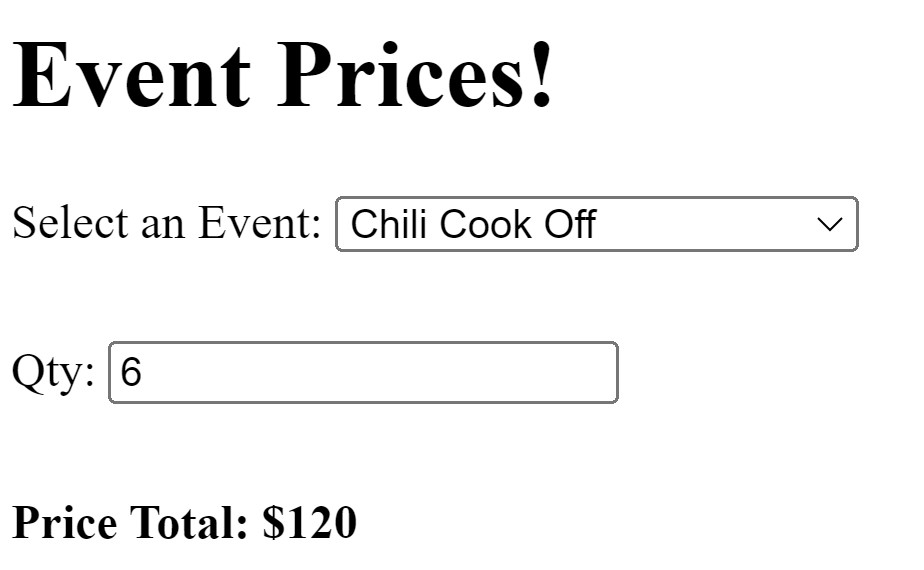 Event Prices!
Select an Event: Chili Cook Off
Qty: 6
Price Total: $120